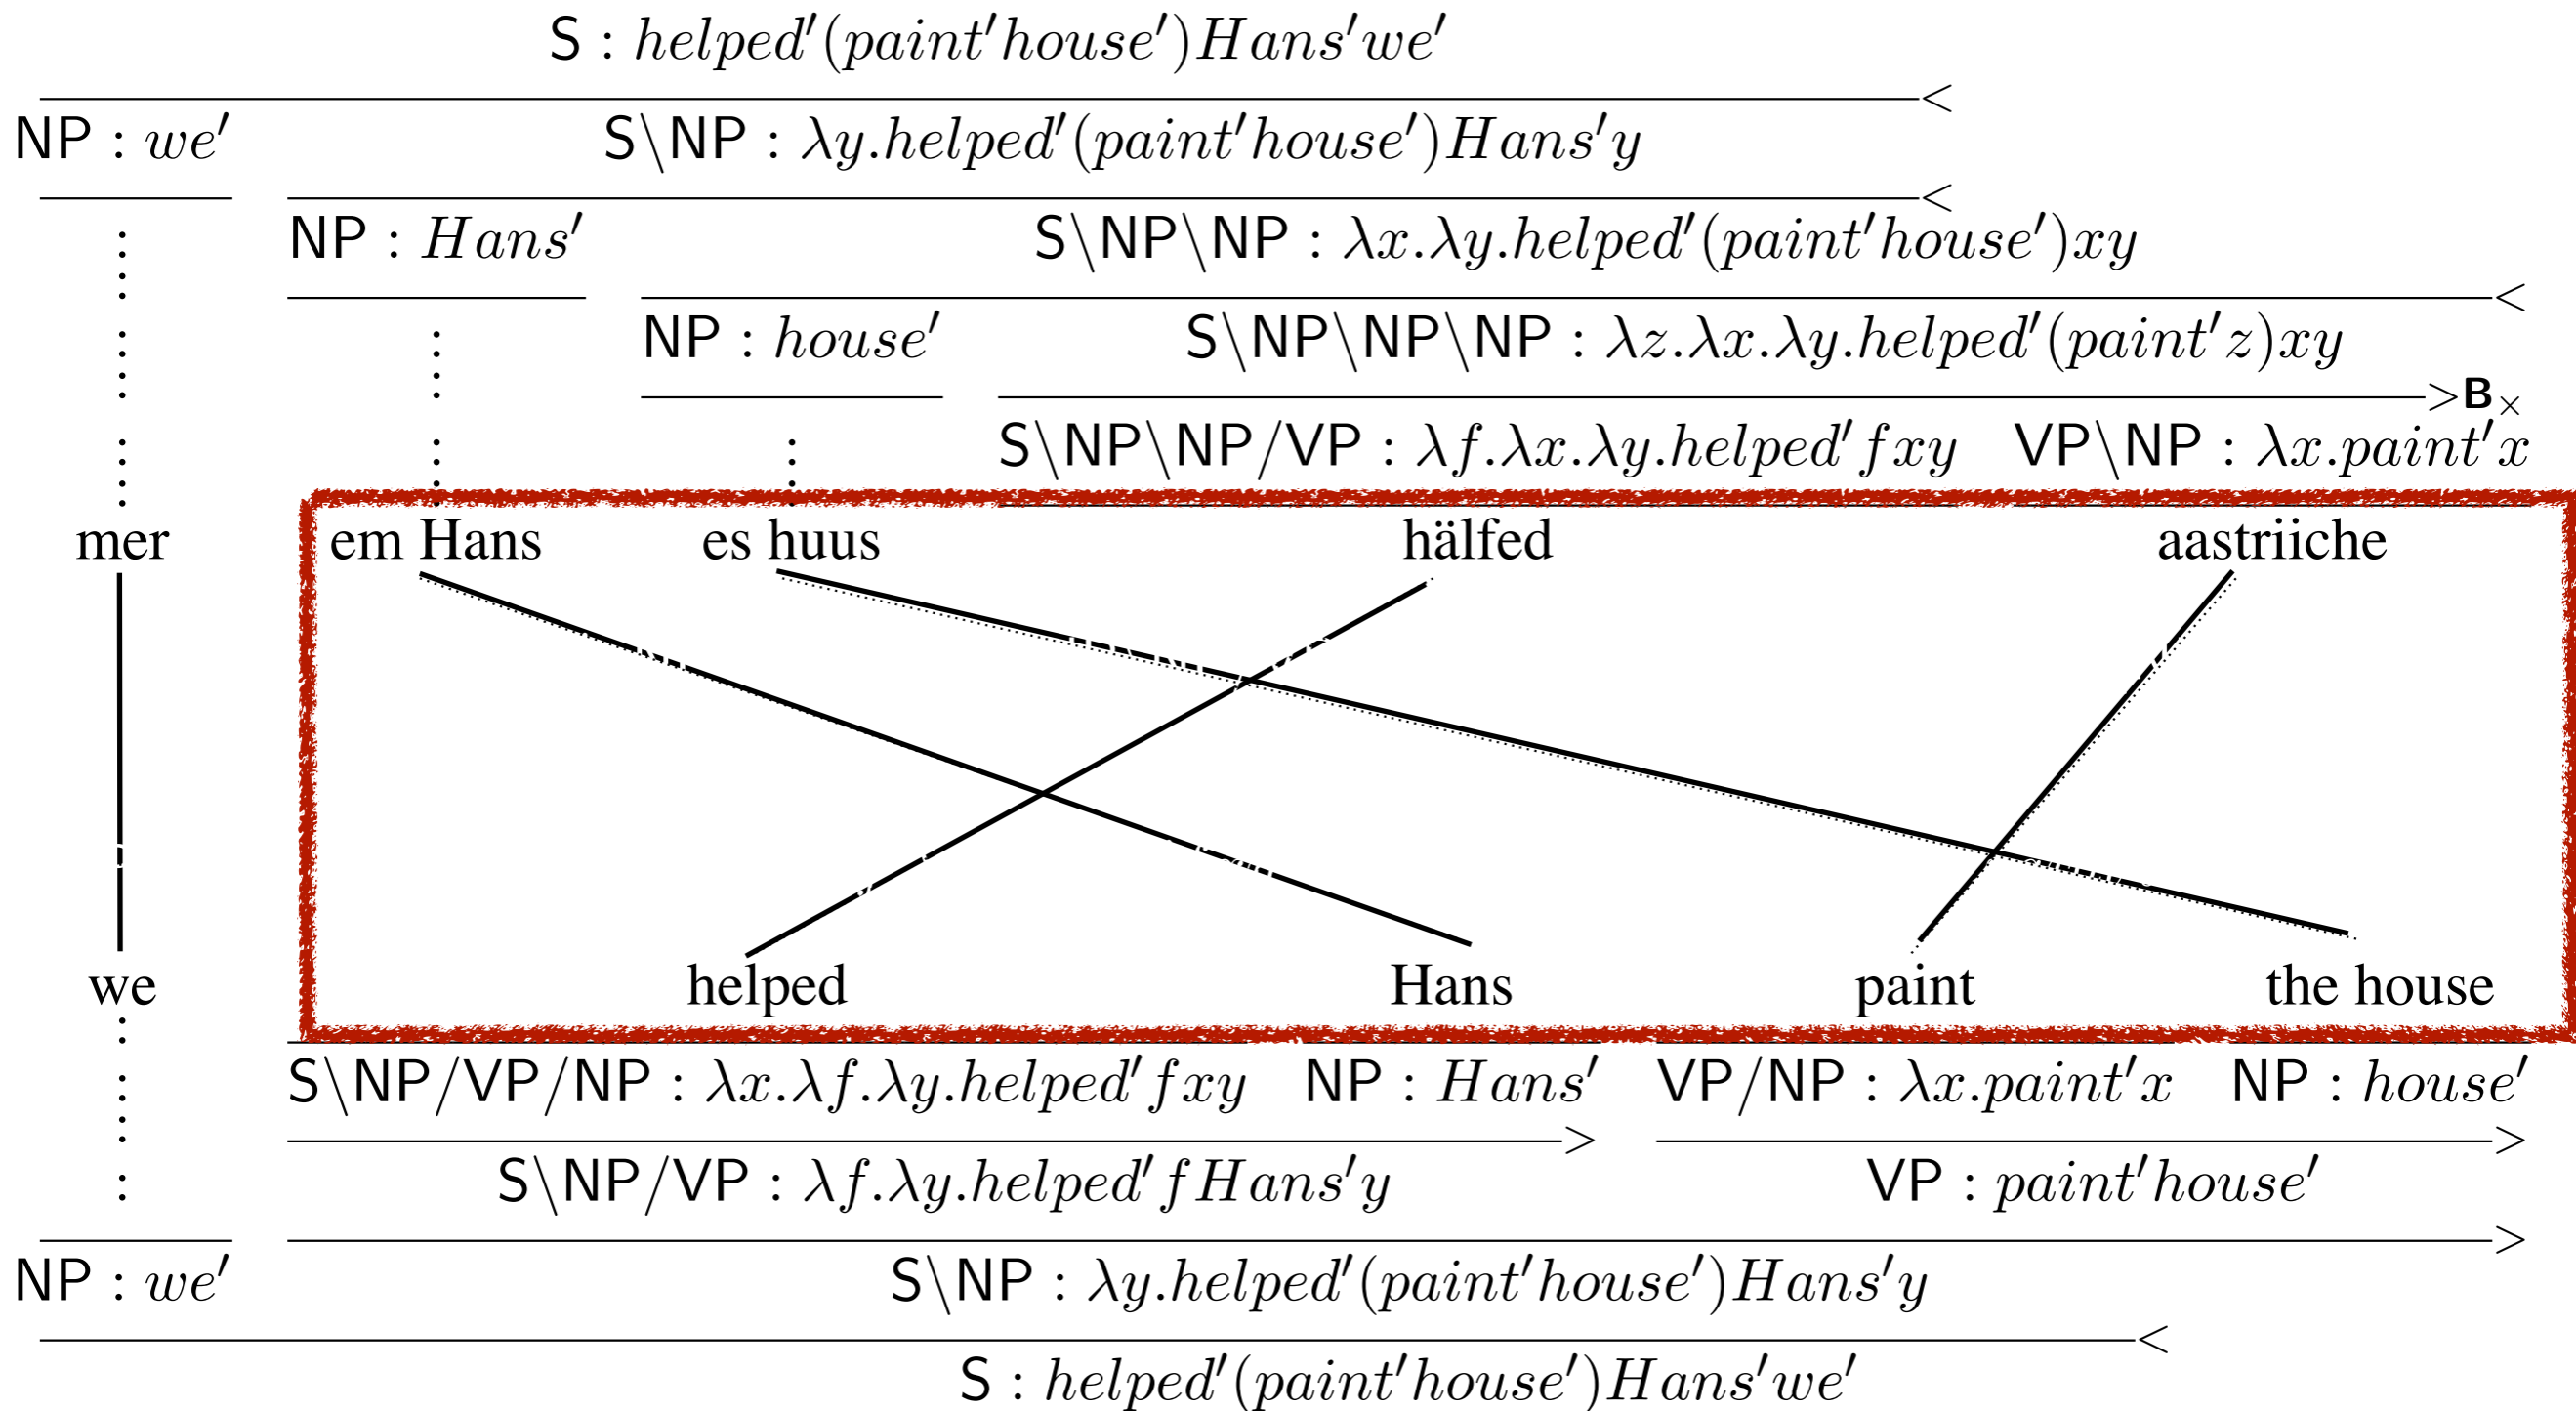 S : helped′(paint′house′)Hans′we′
<
NP : we′ S\NP : λy.helped′(paint′house′)Hans′y
<
NP : Hans′ S\NP\NP : λx.λy.helped′(paint′house′)xy
<
NP : house′ S\NP\NP\NP : λz.λx.λy.helped′(paint′z)xy
>B×
S\NP\NP/VP : λf.λx.λy.helped′fxy VP\NP : λx.paint′x
mer em Hans es huus hälfed aastriiche
we helped Hans paint the house
S\NP/VP/NP : λx.λf.λy.helped′fxy NP : Hans′ VP/NP : λx.paint′x NP : house′
> >
S\NP/VP : λf.λy.helped′fHans′y VP : paint′house′
>
NP : we′ S\NP : λy.helped′(paint′house′)Hans′y
<
S : helped′(paint′house′)Hans′we′